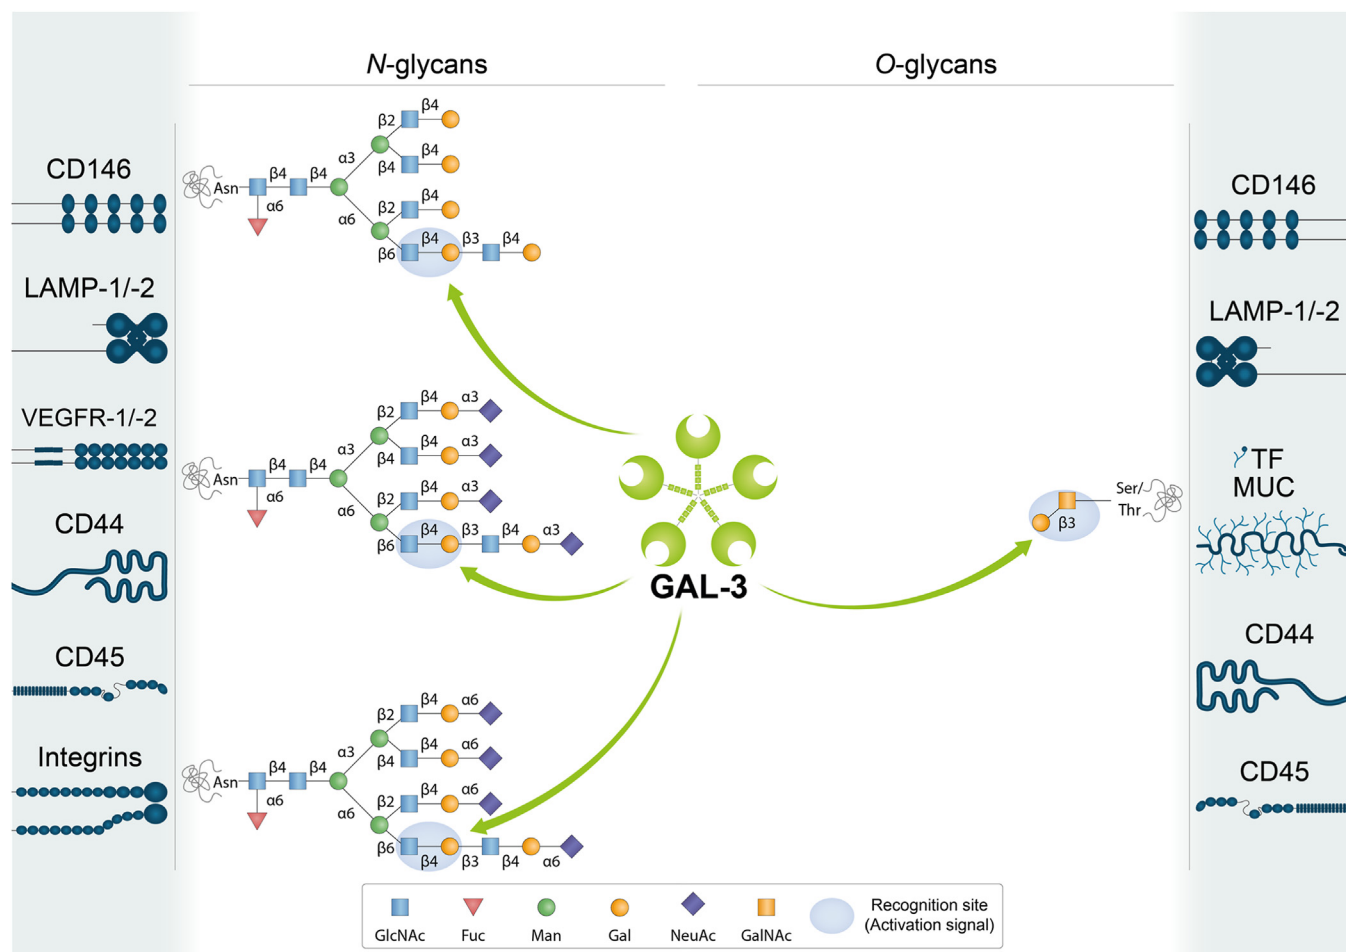 N-glycans
O-glycans
CD146
LAMP-1/-2
VEGFR-1/-2
CD44
CD45
Integrins
β4
β2
β4
β4
α3
β4
β4
Asn
α6
α6
β4
β2
β4
β3
β4
β6
β4
α3
β2
β4
α3
α3
β4
β4
β4
Asn
α6
α6
β4
α3
β2
β4
β3
β4
α3
β6
β4
α6
β2
β4
α6
α3
β4
β4
β4
Asn
α6
α6
β4
α6
β2
β6
β4
β3
β4
α6
GAL-3
Ser/
Thr
β3
CD146
LAMP-1/-2
TF
MUC
CD44
CD45
GlcNAc
Fuc
Man
Gal
NeuAc
GalNAc
Recognition site
(Activation signal)